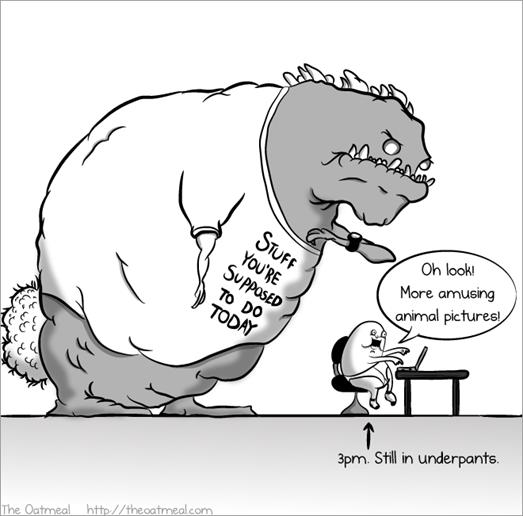 STUFF
YOU'RE
SUPPOSED
TO DO
TODAY
Oh look!
More amusing
animal pictures!
3pm. Still in underpants.
The Oatmeal http://theoatmeal.com